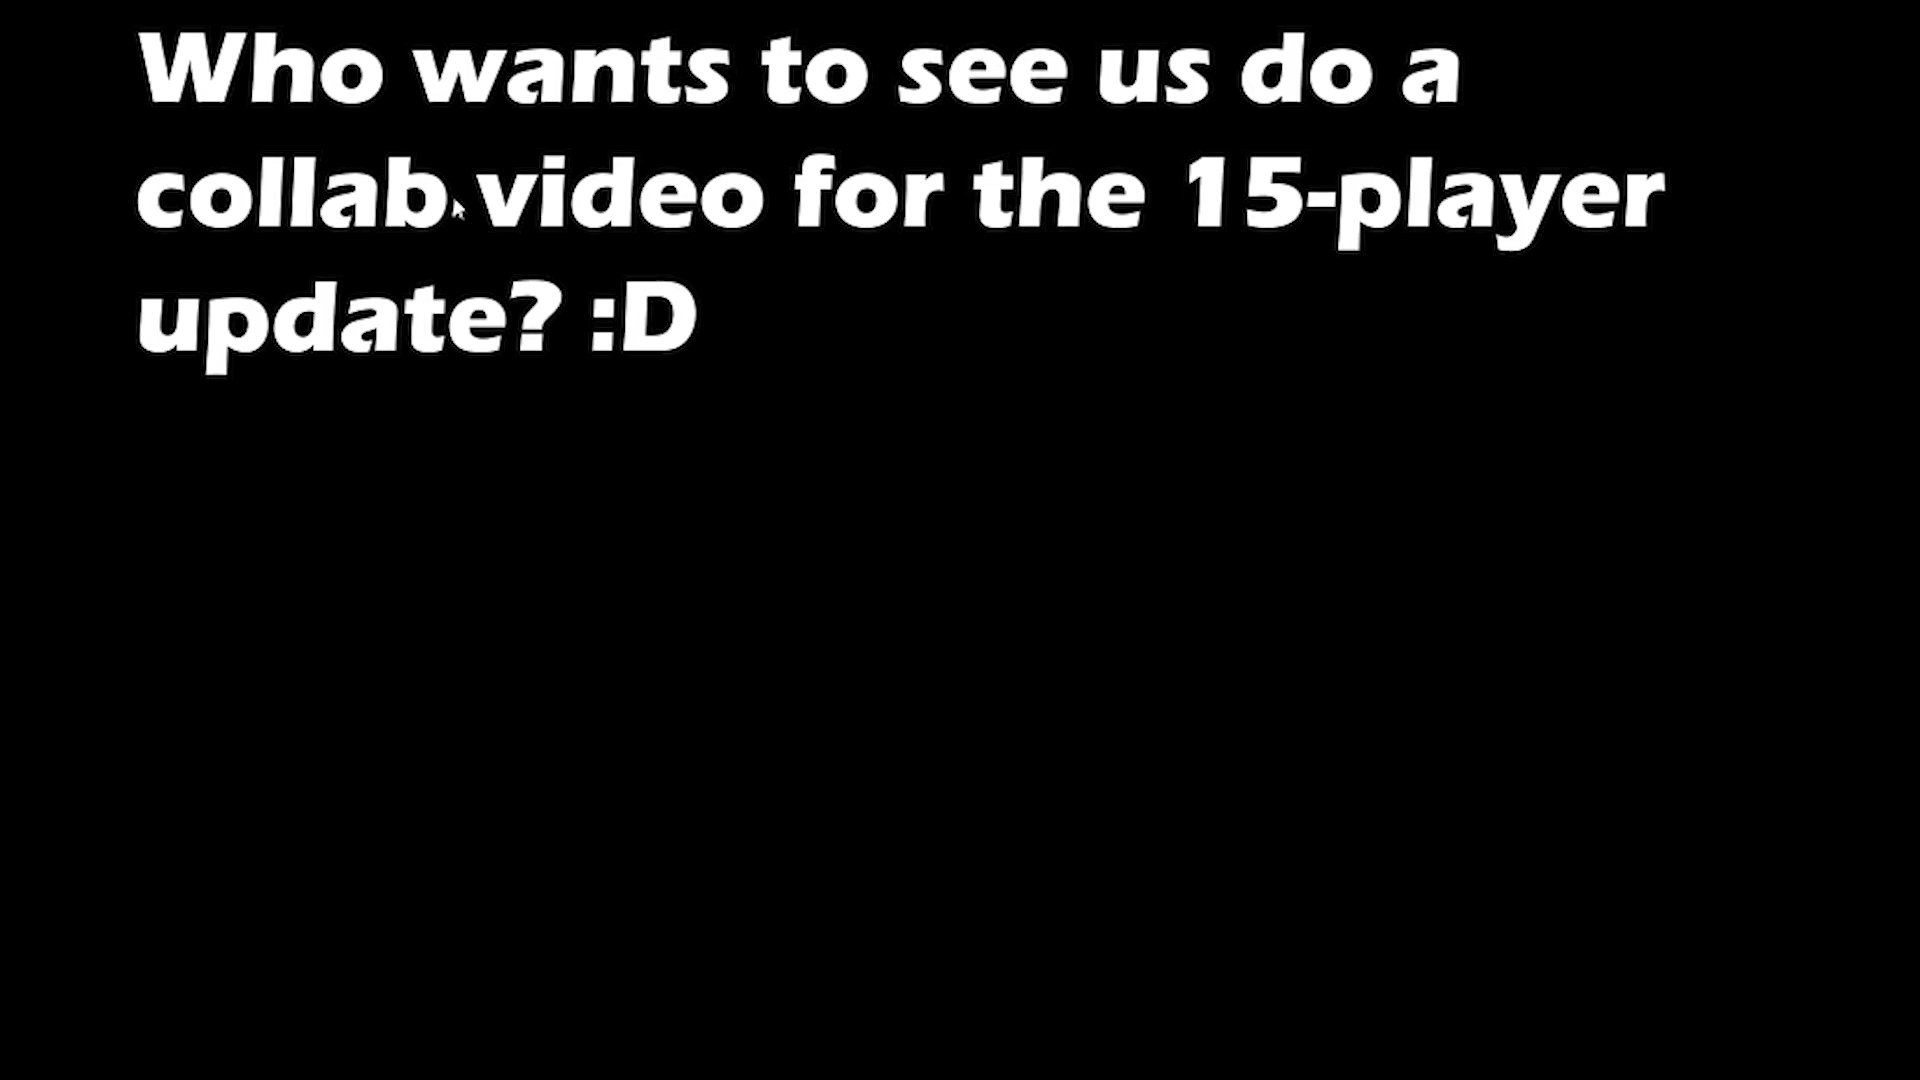 Who wants to see us do a
collab video for the 15-player
update? :D